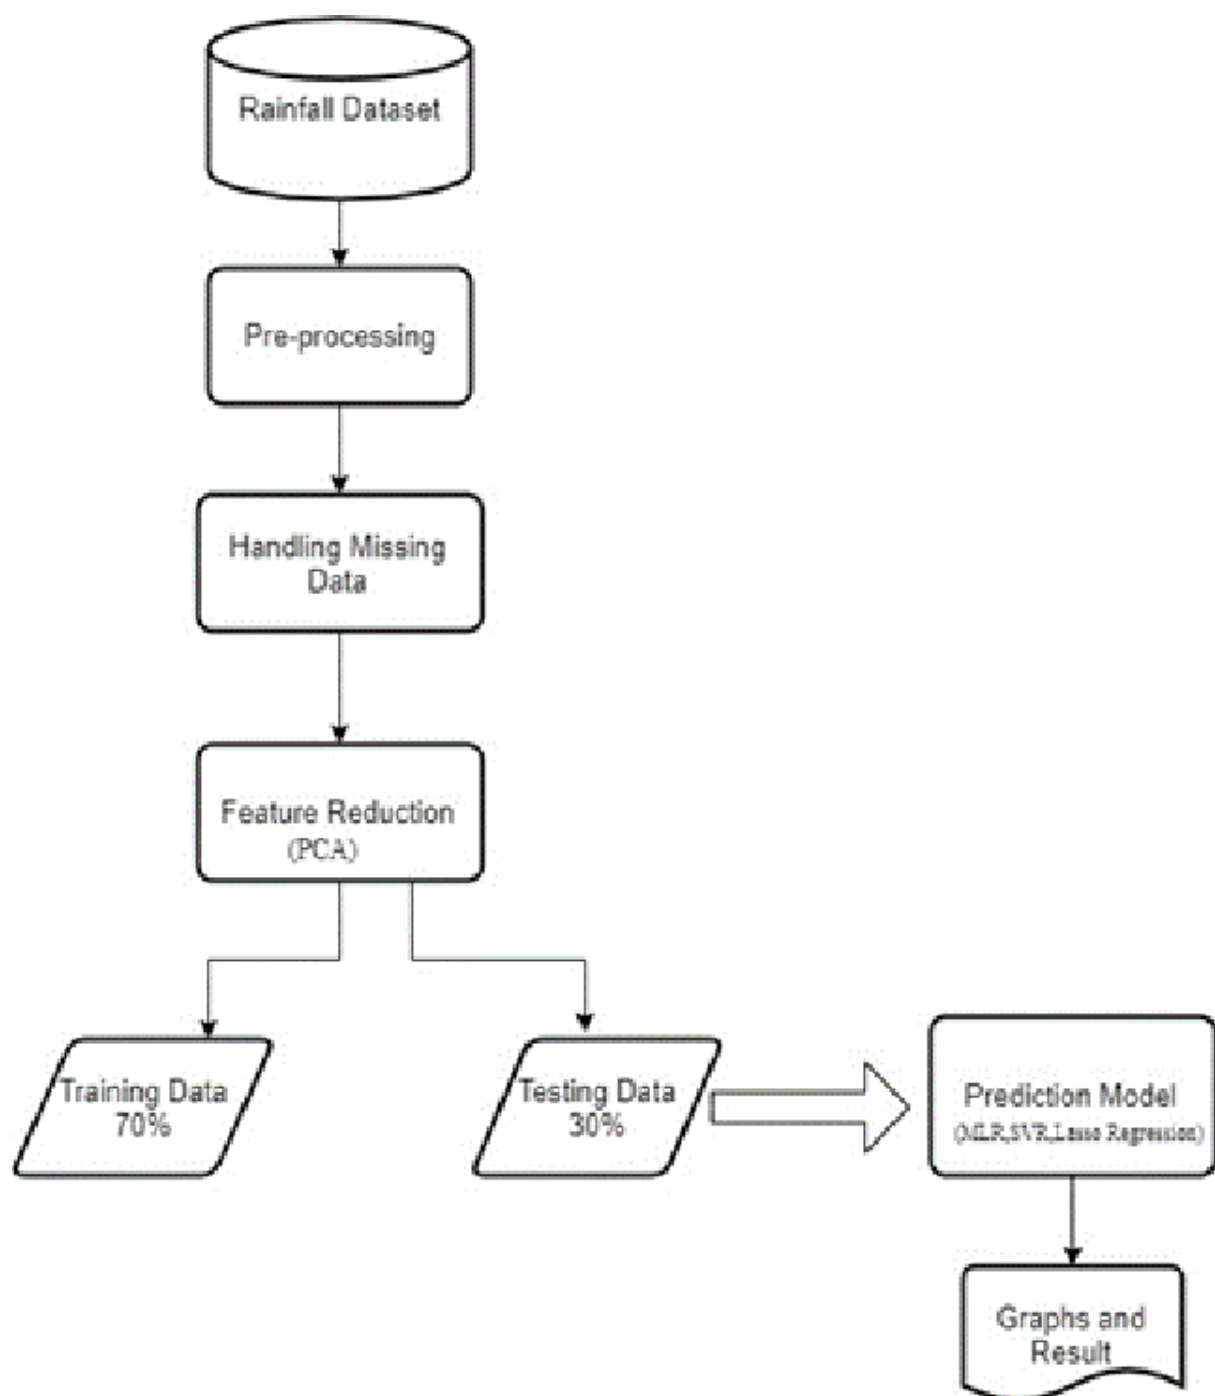 Rainfall Dataset
Pre-processing
Handling Missing
Data
Feature Reduction
(PCA)
Training Data
70%
Testing Data
30%
Prediction Model
(MLR,SVR,Lasso Regression)
Graphs and
Result